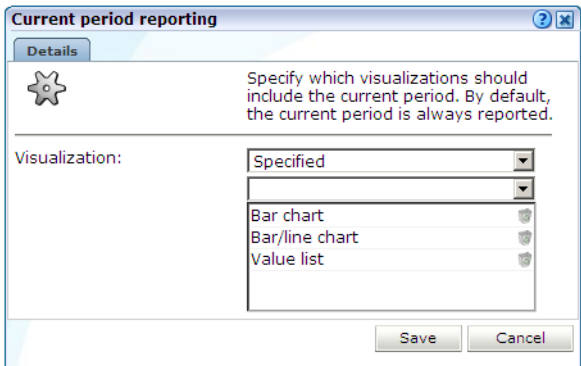 Current period reporting
Details
Specify which visualizations should
include the current period. By default,
the current period is always reported.
Visualization:
Specified
Bar chart
Bar/line chart
Value list
Save
Cancel